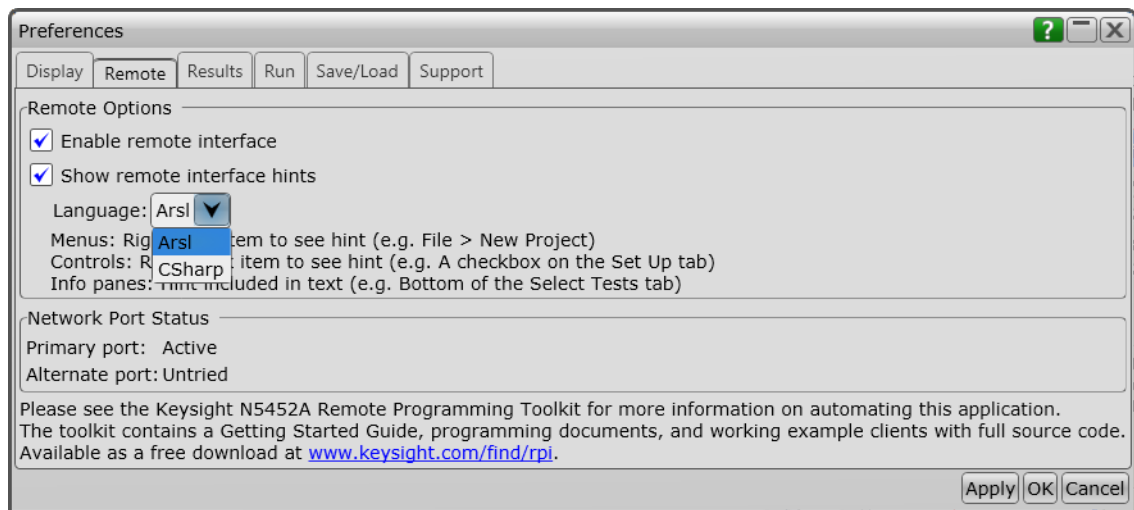 Preferences
?
X
Display Remote Results Run Save/Load Support
Remote Options
Enable remote interface
Show remote interface hints
Language: Arsl
Arsl
CSharp
Menus: Rig tem to see hint (e.g. File > New Project)
Controls: R item to see hint (e.g. A checkbox on the Set Up tab)
Info panes: included in text (e.g. Bottom of the Select Tests tab)
Network Port Status
Primary port: Active
Alternate port: Untried
Please see the Keysight N5452A Remote Programming Toolkit for more information on automating this application.
The toolkit contains a Getting Started Guide, programming documents, and working example clients with full source code.
Available as a free download at www.keysight.com/find/rpi.
Apply OK Cancel